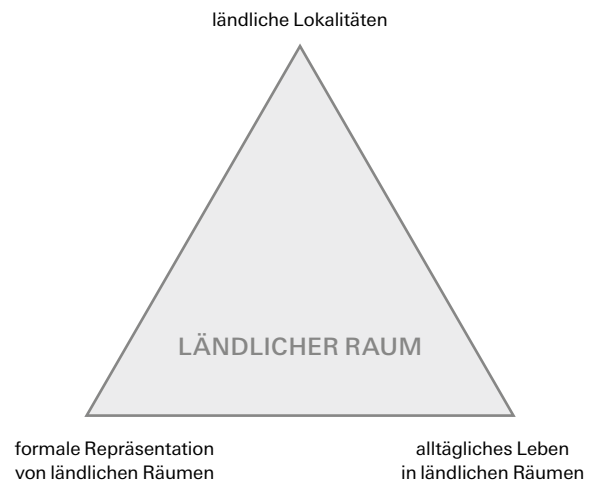 ländliche Lokalitäten
LÄNDLICHER RAUM
formale Repräsentation
von ländlichen Räumen
alltägliches Leben
in ländlichen Räumen